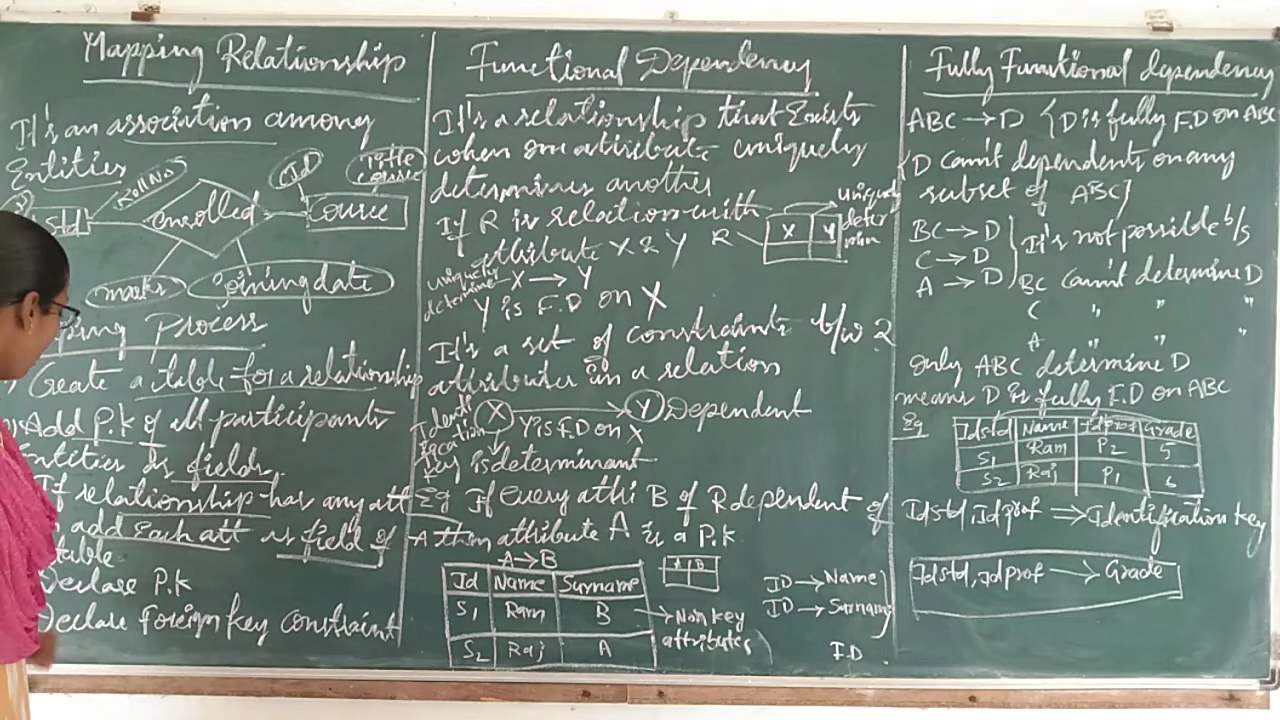 Mapping Relationship
It's an association among
Entities
Roll No
std
enrolled
Cid
Title
Course
marks
joining date
Process
Create a table for a relationship
Add P.k of all participants
Entities as fields.
If relationship has any att
add Each att is field of
table
Declare P.k
Declare foreign key constraint
Functional Dependency
It's a relationship that Exists
when one attribute uniquely
determines another
If R is relation with
attribute X & Y
R
X Y
uniquely
determine
X → Y
Y is F.D on X
It's a set of constraints b/w 2
attributes in a relation
X → Y Dependent
Y is F.D on X
is determinant
Eg If every attri B of R dependent of
A then attribute A is a P.K
A → B
A B
Id Name Surname
S1 Ram B
S2 Raj A
→ Non key
attributes
ID → Name
ID → Surname
F.D
Fully Functional dependency
ABC → D {D is fully F.D on ABC
{D can't dependents on any
subset of ABC}
BC → D
C → D
A → D
It's not possible b/s
BC can't determine D
C " "
A " "
only ABC determine D
means D is fully F.D on ABC
Eg
Idstd Name Idprof Grade
S1 Ram P2 5
S2 Raj P1 6
Idstd, Idprof ⇒ Identification key
Idstd, Idprof → Grade